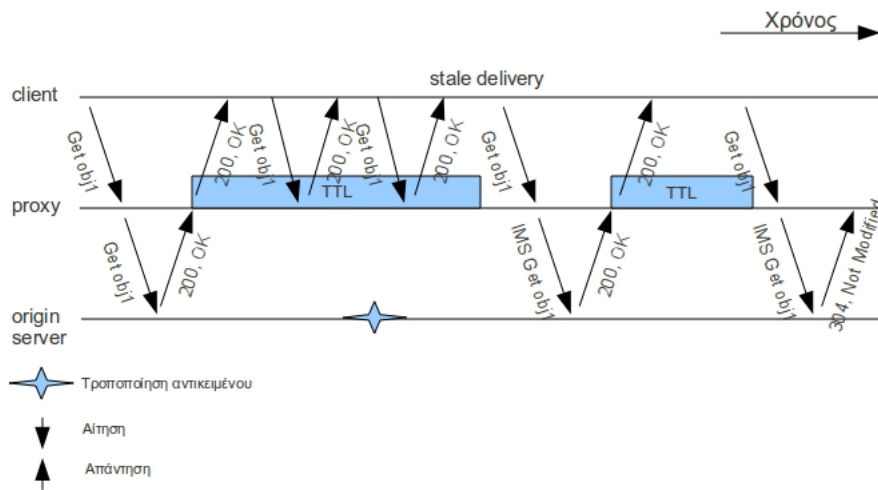 Χρόνος
stale delivery
client
Get obj1
200, OK
Get obj1
200, OK
Get obj1
200, OK
Get obj1
200, OK
Get obj1
TTL
TTL
proxy
Get obj1
200, OK
IMS Get obj1
200, OK
IMS Get obj1
304, Not Modified
origin
server
Τροποποίηση αντικειμένου
Αίτηση
Απάντηση